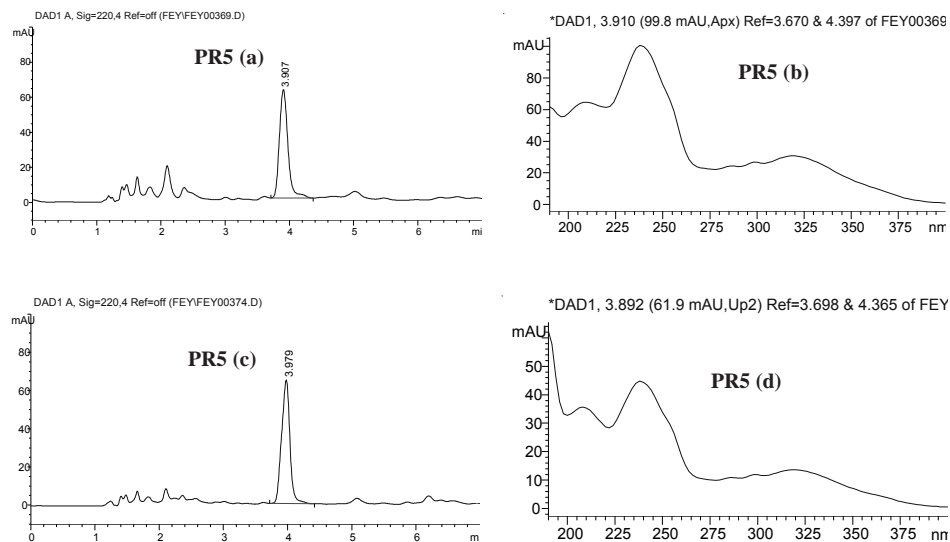 DAD1 A, Sig=220,4 Ref=off (FEY\FEY00369.D)
mAU
PR5 (a)
3.907
80
60
40
20
0
0 1 2 3 4 5 6 mi
*DAD1, 3.910 (99.8 mAU,Apx) Ref=3.670 & 4.397 of FEY00369
mAU
PR5 (b)
80
60
40
20
0
200 225 250 275 300 325 350 375 nm
DAD1 A, Sig=220,4 Ref=off (FEY\FEY00374.D)
mAU
PR5 (c)
3.979
80
60
40
20
0
0 1 2 3 4 5 6 m
*DAD1, 3.892 (61.9 mAU,Up2) Ref=3.698 & 4.365 of FEY
mAU
PR5 (d)
50
40
30
20
10
0
200 225 250 275 300 325 350 375 nm